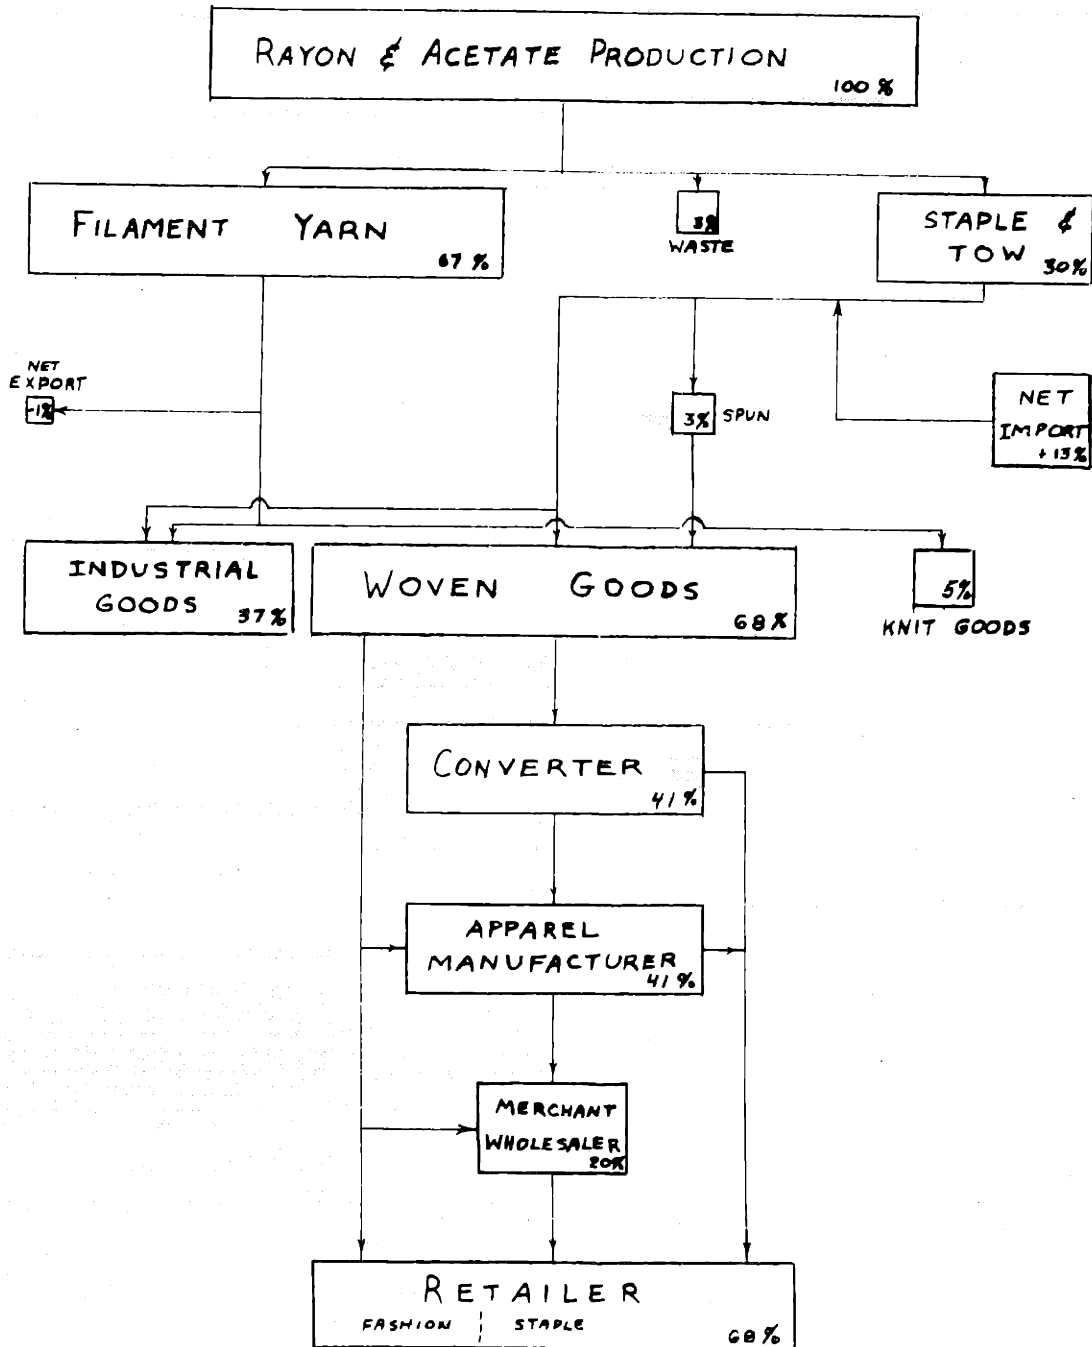 RAYON & ACETATE PRODUCTION
100%
FILAMENT YARN
67%
3%
WASTE
STAPLE &
TOW
30%
NET
EXPORT
-1%
3% SPUN
NET
IMPORT
+13%
INDUSTRIAL
GOODS
37%
WOVEN GOODS
68%
5%
KNIT GOODS
CONVERTER
41%
APPAREL
MANUFACTURER
41%
MERCHANT
WHOLESALER
20%
RETAILER
FASHION STAPLE
68%